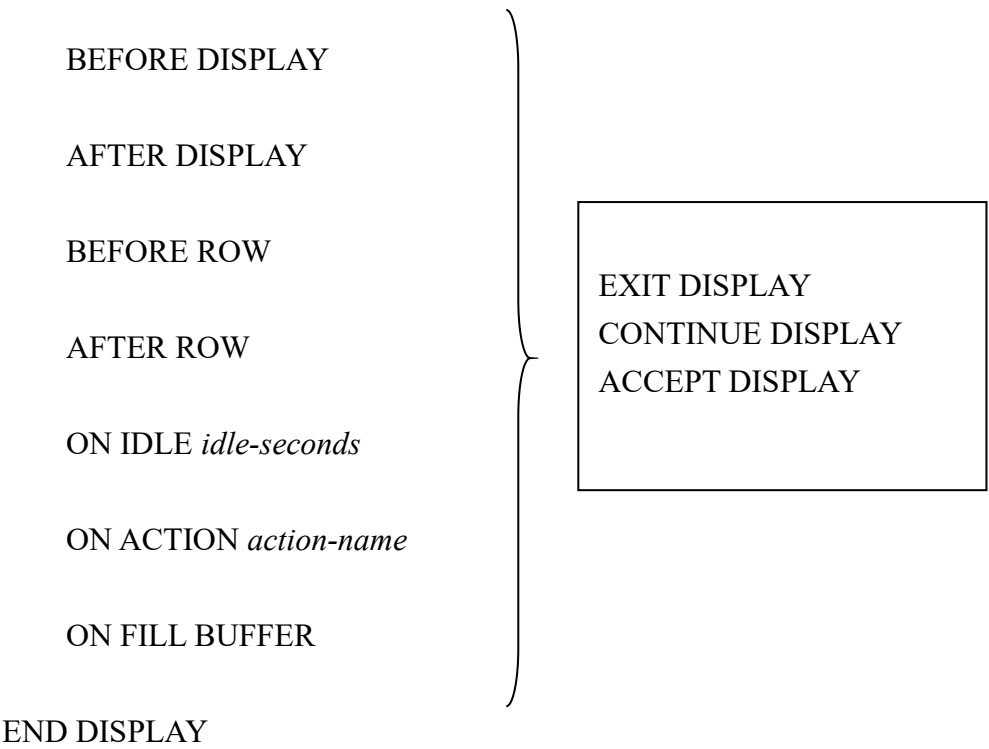 BEFORE DISPLAY
AFTER DISPLAY
BEFORE ROW
AFTER ROW
ON IDLE idle-seconds
ON ACTION action-name
ON FILL BUFFER
EXIT DISPLAY
CONTINUE DISPLAY
ACCEPT DISPLAY
END DISPLAY